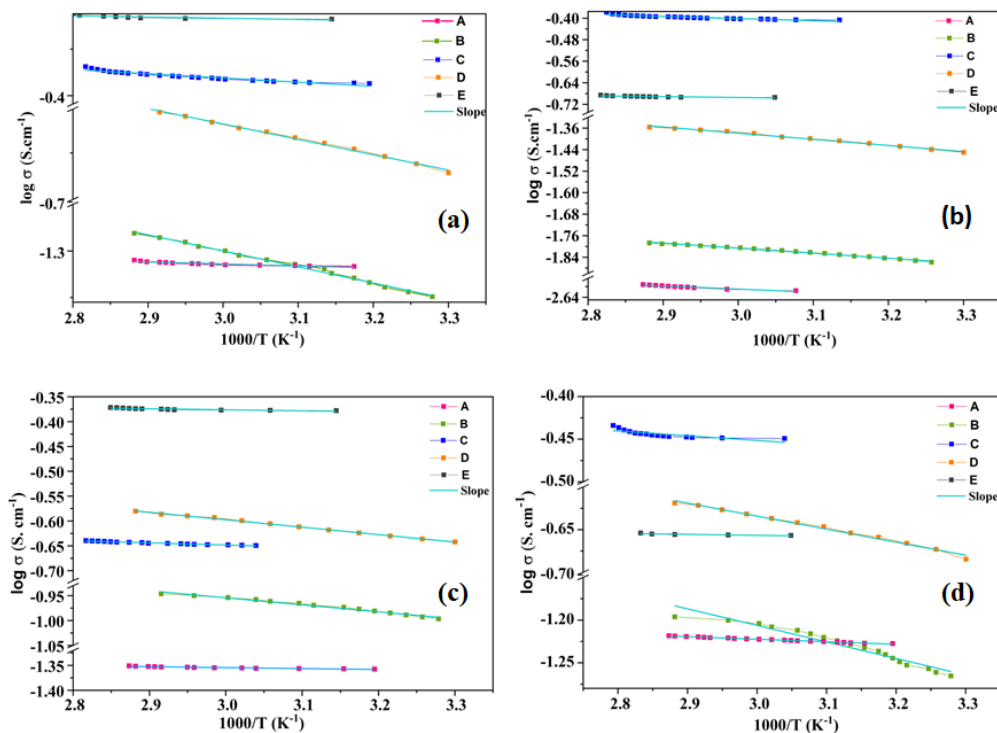 A
B
C
D
E
Slope
-0.4
-0.7
-1.3
log σ (S.cm⁻¹)
(a)
2.8 2.9 3.0 3.1 3.2 3.3
1000/T (K⁻¹)
A
B
C
D
E
Slope
-0.40
-0.48
-0.56
-0.64
-0.72
-1.36
-1.44
-1.52
-1.60
-1.68
-1.76
-1.84
-2.64
log σ (S.cm⁻¹)
(b)
2.8 2.9 3.0 3.1 3.2 3.3
1000/T (K⁻¹)
A
B
C
D
E
Slope
-0.35
-0.40
-0.45
-0.50
-0.55
-0.60
-0.65
-0.70
-0.95
-1.00
-1.05
-1.35
-1.40
log σ (S. cm⁻¹)
(c)
2.8 2.9 3.0 3.1 3.2 3.3
1000/T (K⁻¹)
A
B
C
D
E
Slope
-0.40
-0.45
-0.50
-0.65
-0.70
-1.20
-1.25
log σ (S. cm⁻¹)
(d)
2.8 2.9 3.0 3.1 3.2 3.3
1000/T (K⁻¹)